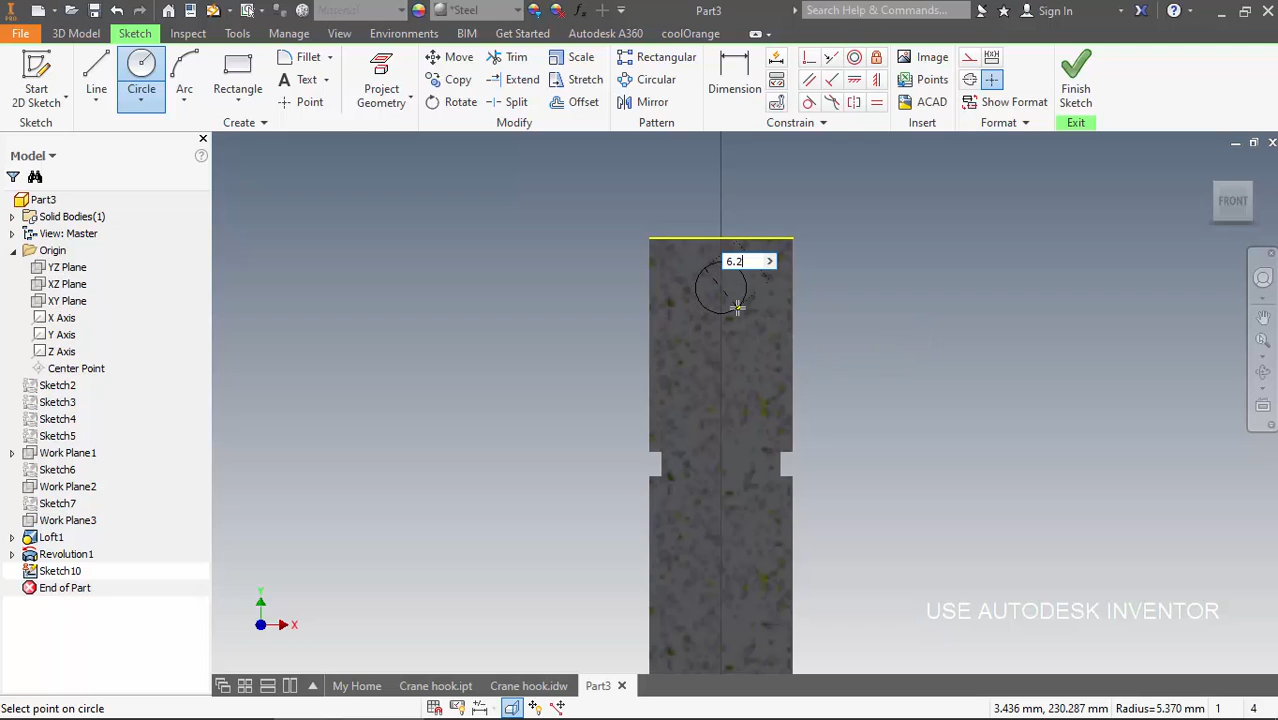 Material
*Steel
Part3
Search Help & Commands...
Sign In
PRO
File
3D Model
Sketch
Inspect
Tools
Manage
View
Environments
BIM
Get Started
Autodesk A360
coolOrange
Start
2D Sketch
Line
Circle
Arc
Rectangle
Fillet
Text
Point
Project
Geometry
Move
Copy
Rotate
Trim
Extend
Split
Scale
Stretch
Offset
Rectangular
Circular
Mirror
Dimension
Image
Points
ACAD
Show Format
Finish
Sketch
Sketch
Create
Modify
Pattern
Constrain
Insert
Format
Exit
Model
Part3
Solid Bodies(1)
View: Master
Origin
YZ Plane
XZ Plane
XY Plane
X Axis
Y Axis
Z Axis
Center Point
Sketch2
Sketch3
Sketch4
Sketch5
Work Plane1
Sketch6
Work Plane2
Sketch7
Work Plane3
Loft1
Revolution1
Sketch10
End of Part
6.2
FRONT
Y
X
USE AUTODESK INVENTOR
My Home
Crane hook.ipt
Crane hook.idw
Part3
Select point on circle
3.436 mm, 230.287 mm
Radius=5.370 mm
1
4